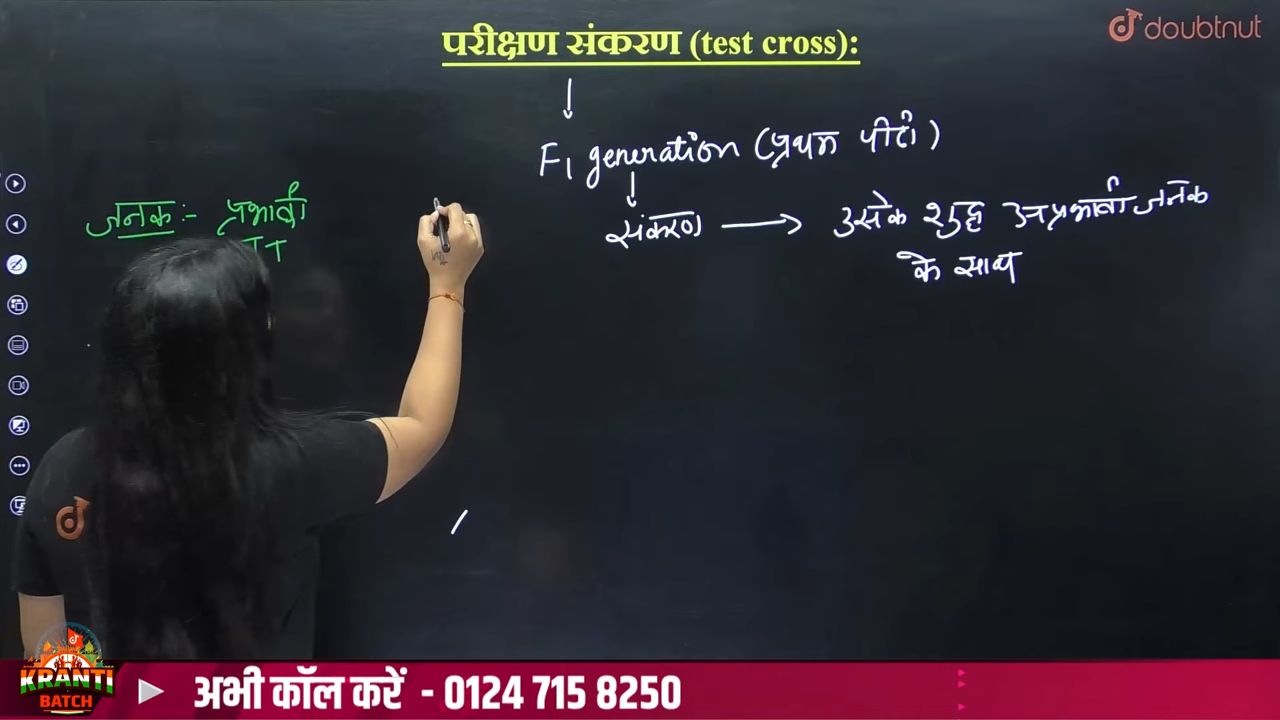 परीक्षण संकरण (test cross):
doubtnut
F1 generation (प्रथम पीढी)
जनक :- प्रभावी
TT
संकरण → उसके शुद्ध अप्रभावी जनक
के साथ
KRANTI
BATCH
अभी कॉल करें - 0124 715 8250